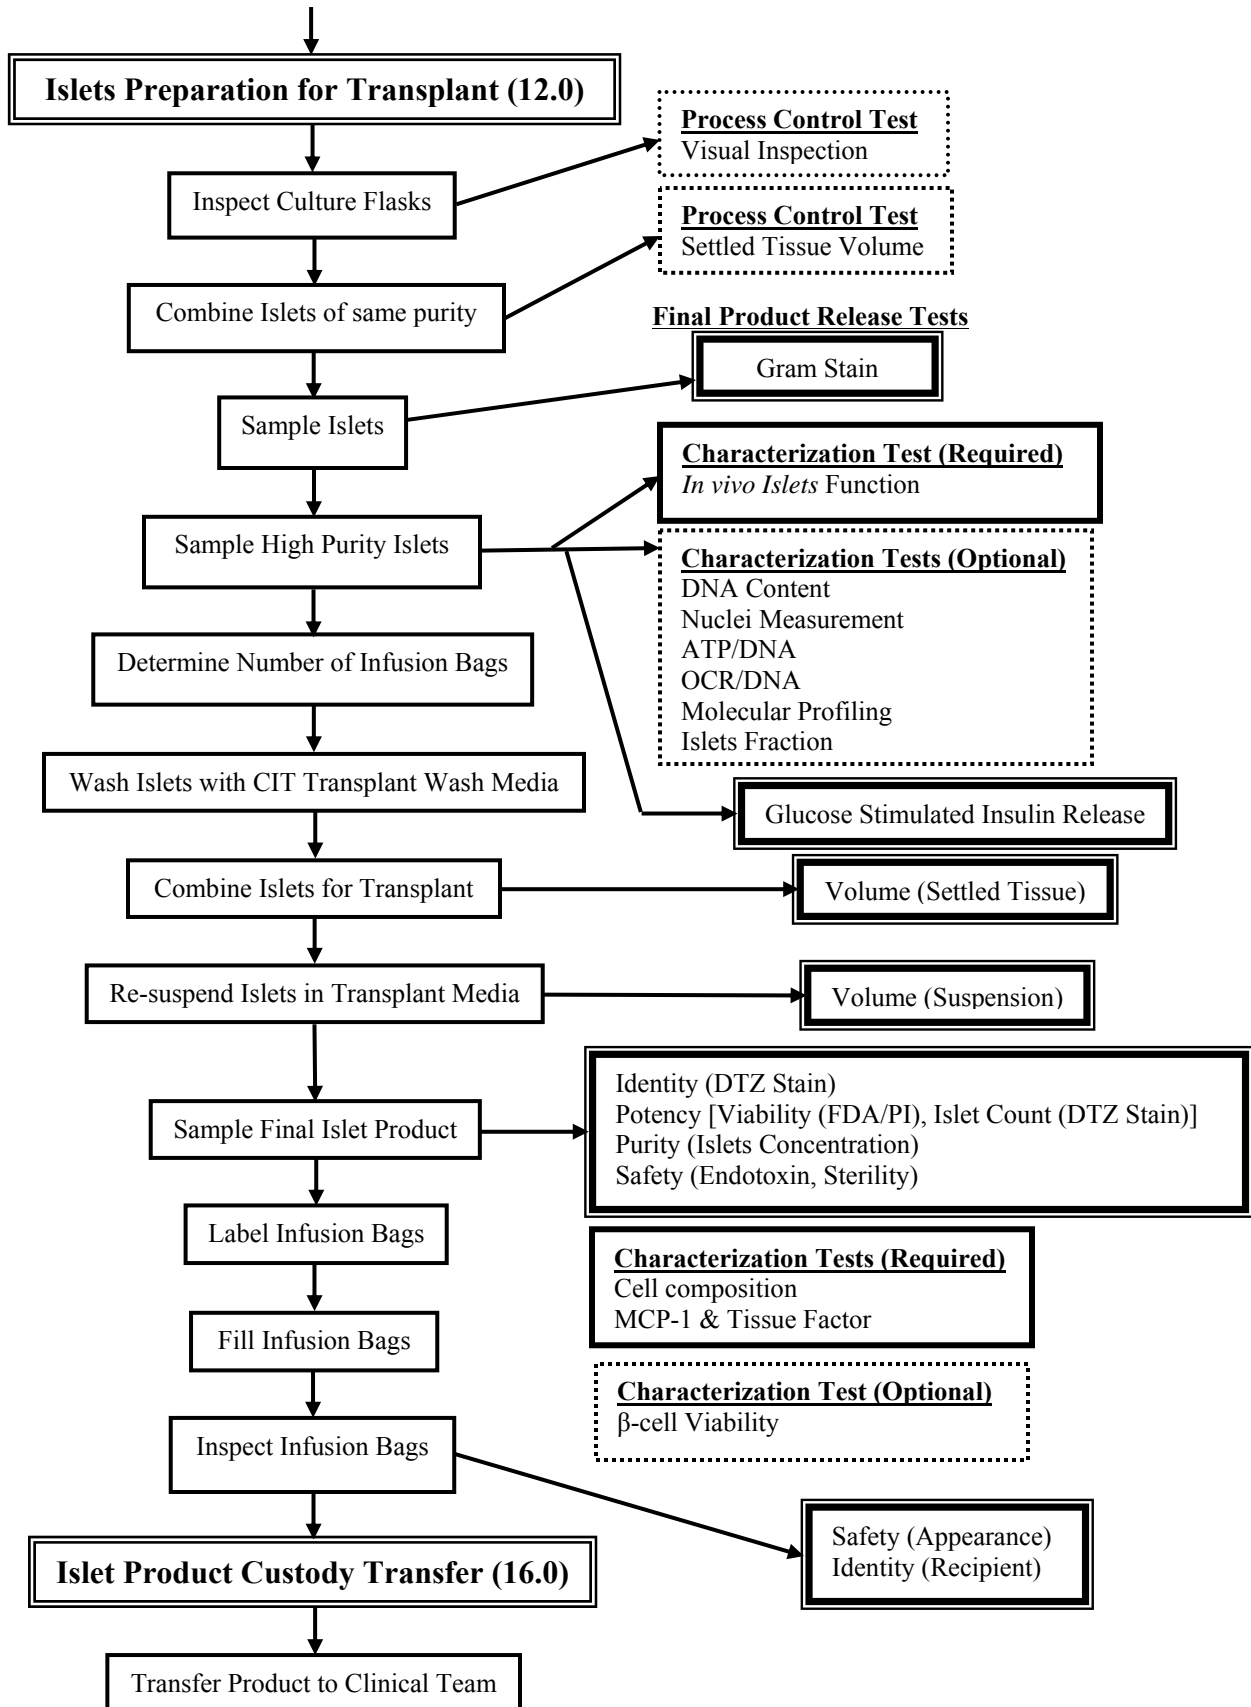 Islets Preparation for Transplant (12.0)
Process Control Test
Visual Inspection
Inspect Culture Flasks
Process Control Test
Settled Tissue Volume
Combine Islets of same purity
Final Product Release Tests
Gram Stain
Sample Islets
Characterization Test (Required)
In vivo Islets Function
Sample High Purity Islets
Characterization Tests (Optional)
DNA Content
Nuclei Measurement
ATP/DNA
OCR/DNA
Molecular Profiling
Islets Fraction
Determine Number of Infusion Bags
Wash Islets with CIT Transplant Wash Media
Glucose Stimulated Insulin Release
Combine Islets for Transplant
Volume (Settled Tissue)
Re-suspend Islets in Transplant Media
Volume (Suspension)
Identity (DTZ Stain)
Potency [Viability (FDA/PI), Islet Count (DTZ Stain)]
Purity (Islets Concentration)
Safety (Endotoxin, Sterility)
Sample Final Islet Product
Label Infusion Bags
Characterization Tests (Required)
Cell composition
MCP-1 & Tissue Factor
Fill Infusion Bags
Characterization Test (Optional)
β-cell Viability
Inspect Infusion Bags
Safety (Appearance)
Identity (Recipient)
Islet Product Custody Transfer (16.0)
Transfer Product to Clinical Team